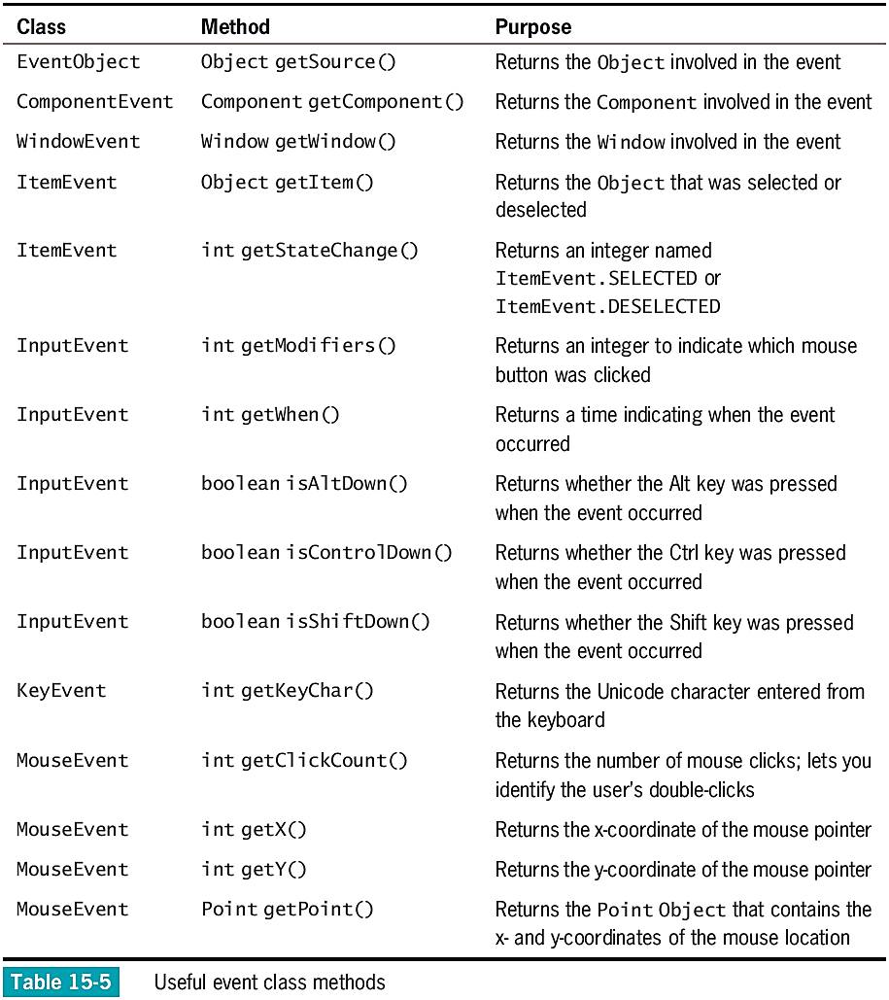 Class Method Purpose
EventObject Object getSource() Returns the Object involved in the event
ComponentEvent Component getComponent() Returns the Component involved in the event
WindowEvent Window getWindow() Returns the Window involved in the event
ItemEvent Object getItem() Returns the Object that was selected or
deselected
ItemEvent int getStateChange() Returns an integer named
ItemEvent.SELECTED or
ItemEvent.DESELECTED
InputEvent int getModifiers() Returns an integer to indicate which mouse
button was clicked
InputEvent int getWhen() Returns a time indicating when the event
occurred
InputEvent boolean isAltDown() Returns whether the Alt key was pressed
when the event occurred
InputEvent boolean isControlDown() Returns whether the Ctrl key was pressed
when the event occurred
InputEvent boolean isShiftDown() Returns whether the Shift key was pressed
when the event occurred
KeyEvent int getKeyChar() Returns the Unicode character entered from
the keyboard
MouseEvent int getClickCount() Returns the number of mouse clicks; lets you
identify the user's double-clicks
MouseEvent int getX() Returns the x-coordinate of the mouse pointer
MouseEvent int getY() Returns the y-coordinate of the mouse pointer
MouseEvent Point getPoint() Returns the Point Object that contains the
x- and y-coordinates of the mouse location
Table 15-5 Useful event class methods